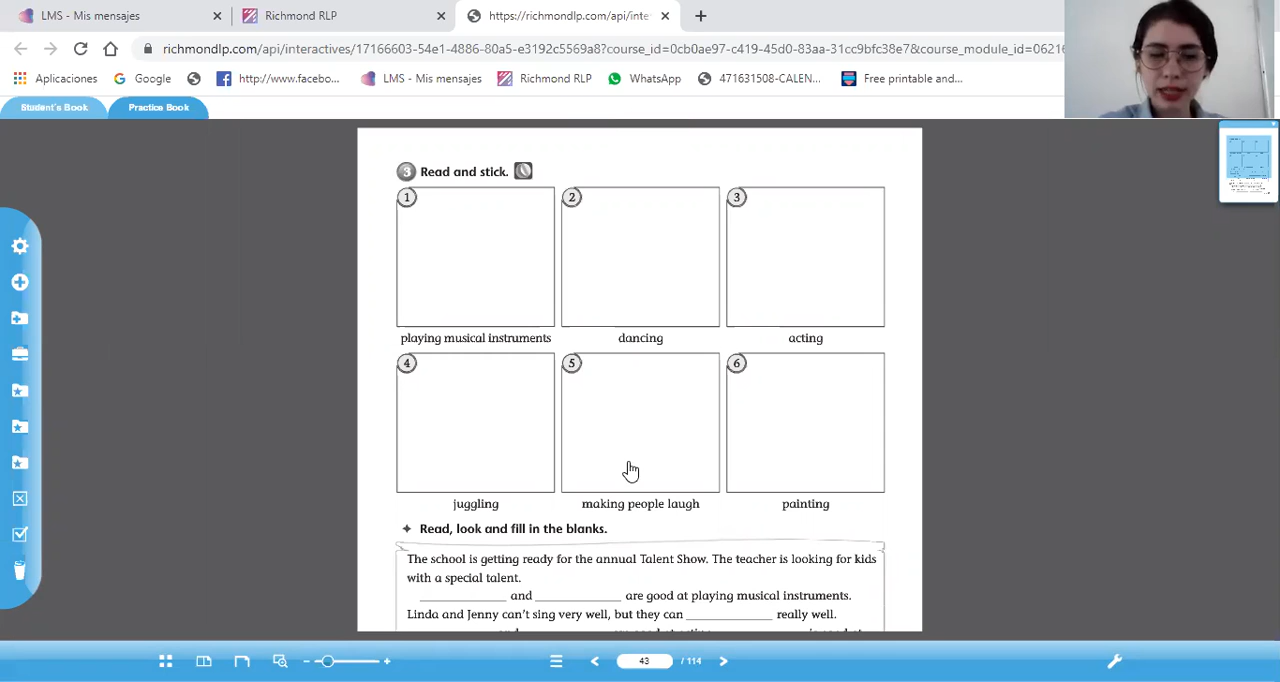 LMS - Mis mensajes
Richmond RLP
https://richmondlp.com/api/inte
richmondlp.com/api/interactives/17166603-54e1-4886-80a5-e3192c5569a8?course_id=0cb0ae97-c419-45d0-83aa-31cc9bfc38e7&course_module_id=06216
Aplicaciones
Google
http://www.facebo...
LMS - Mis mensajes
Richmond RLP
WhatsApp
171631508-CALEN...
Free printable and...
Student's Book
Practice Book
3 Read and stick.
1
2
3
playing musical instruments
dancing
acting
4
5
6
juggling
making people laugh
painting
Read, look and fill in the blanks.
The school is getting ready for the annual Talent Show. The teacher is looking for kids
with a special talent.
____________ and ____________ are good at playing musical instruments.
Linda and Jenny can't sing very well, but they can ____________ really well.
43 / 114